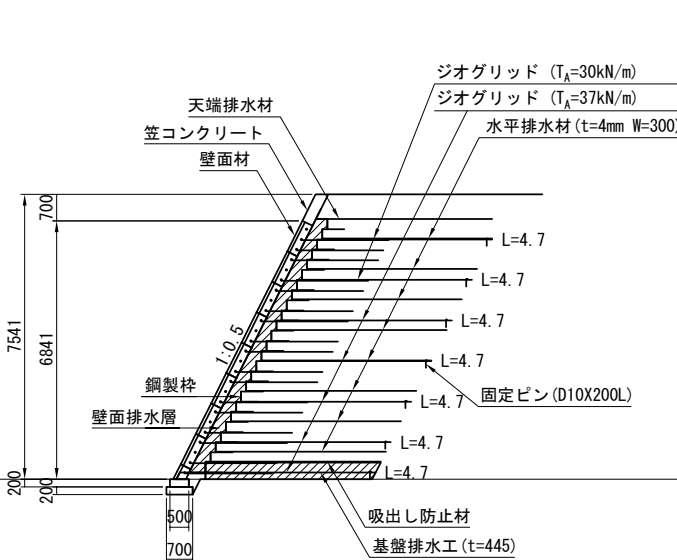 ジオグリッド (TA=30kN/m)
ジオグリッド (TA=37kN/m)
水平排水材(t=4mm W=300)
天端排水材
笠コンクリート
壁面材
700
7541
6841
1:0.5
L=4.7
L=4.7
L=4.7
L=4.7
L=4.7
L=4.7
L=4.7
固定ピン(D10X200L)
鋼製枠
壁面排水層
200
200
500
700
吸出し防止材
基盤排水工(t=445)